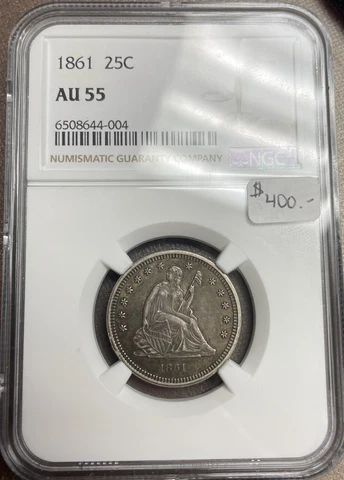 1861 25C
AU 55
6508644-004
NUMISMATIC GUARANTY COMPANY
NGC
$400.-
1861